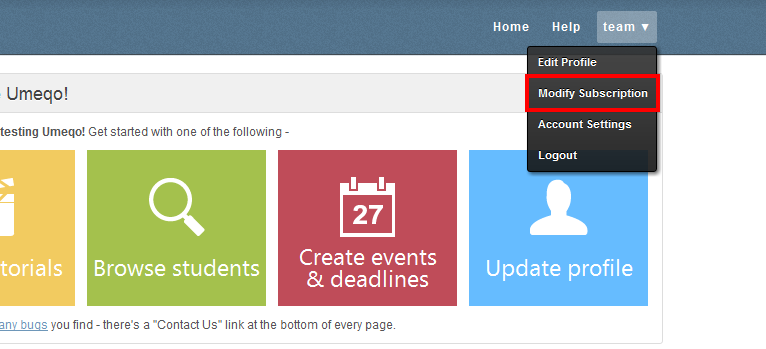 Home Help team ▼
Edit Profile
Modify Subscription
Account Settings
Logout
Umeqo!
testing Umeqo! Get started with one of the following -
27
torials
Browse students
Create events
& deadlines
Update profile
any bugs you find - there's a "Contact Us" link at the bottom of every page.